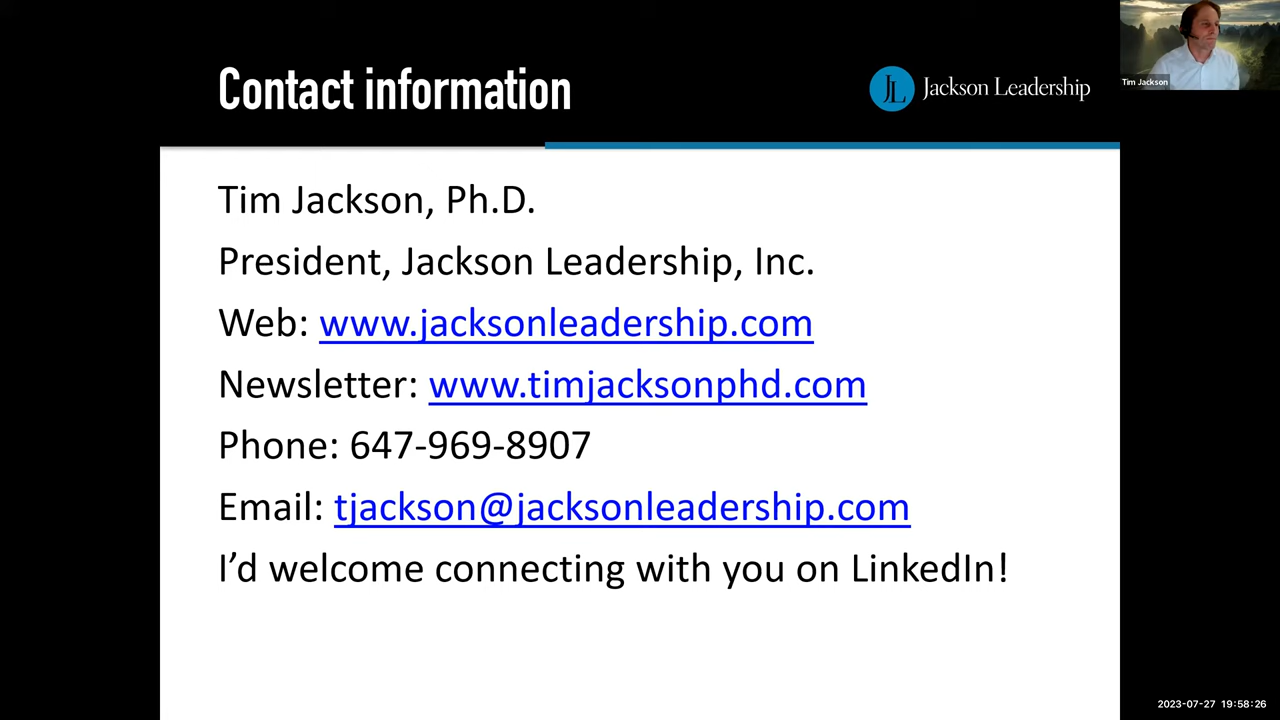 Contact information
JL Jackson Leadership
Tim Jackson
Tim Jackson, Ph.D.
President, Jackson Leadership, Inc.
Web: www.jacksonleadership.com
Newsletter: www.timjacksonphd.com
Phone: 647-969-8907
Email: tjackson@jacksonleadership.com
I’d welcome connecting with you on LinkedIn!
2023-07-27 19:58:26